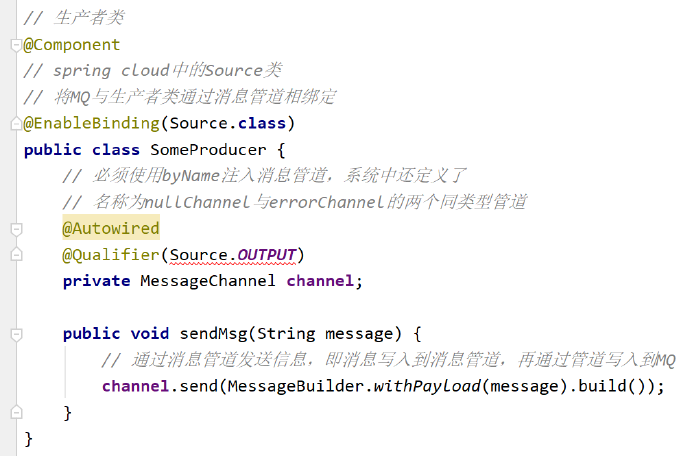 // 生产者类
@Component
// spring cloud中的Source类
// 将MQ与生产者类通过消息管道相绑定
@EnableBinding(Source.class)
public class SomeProducer {
// 必须使用byName注入消息管道，系统中还定义了
// 名称为nullChannel与errorChannel的两个同类型管道
@Autowired
@Qualifier(Source.OUTPUT)
private MessageChannel channel;
public void sendMsg(String message) {
// 通过消息管道发送信息，即消息写入到消息管道，再通过管道写入到MQ
channel.send(MessageBuilder.withPayload(message).build());
}
}